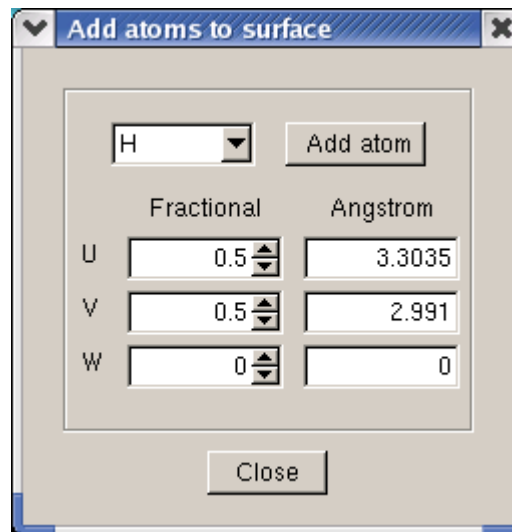 Add atoms to surface
H Add atom
Fractional Angstrom
U 0.5 3.3035
V 0.5 2.991
W 0 0
Close